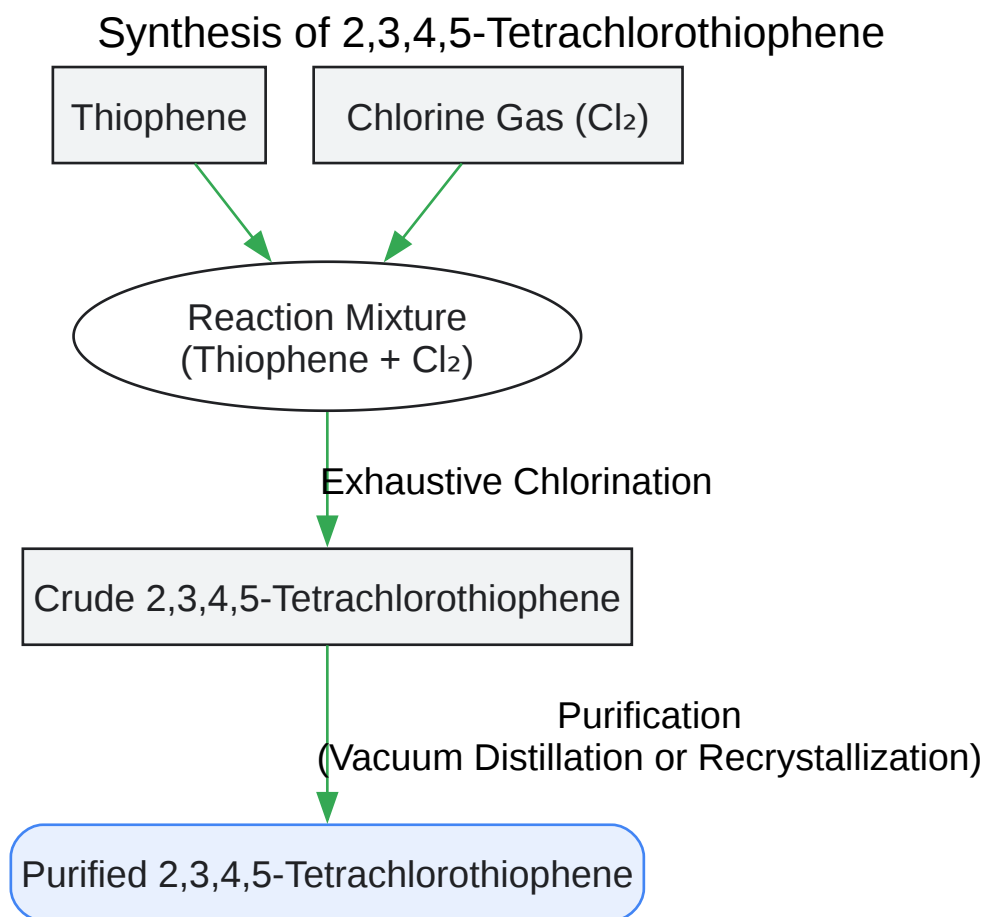 Synthesis of 2,3,4,5-Tetrachlorothiophene
Thiophene
Chlorine Gas (Cl₂)
Reaction Mixture
(Thiophene + Cl₂)
Exhaustive Chlorination
Crude 2,3,4,5-Tetrachlorothiophene
Purification
(Vacuum Distillation or Recrystallization)
Purified 2,3,4,5-Tetrachlorothiophene